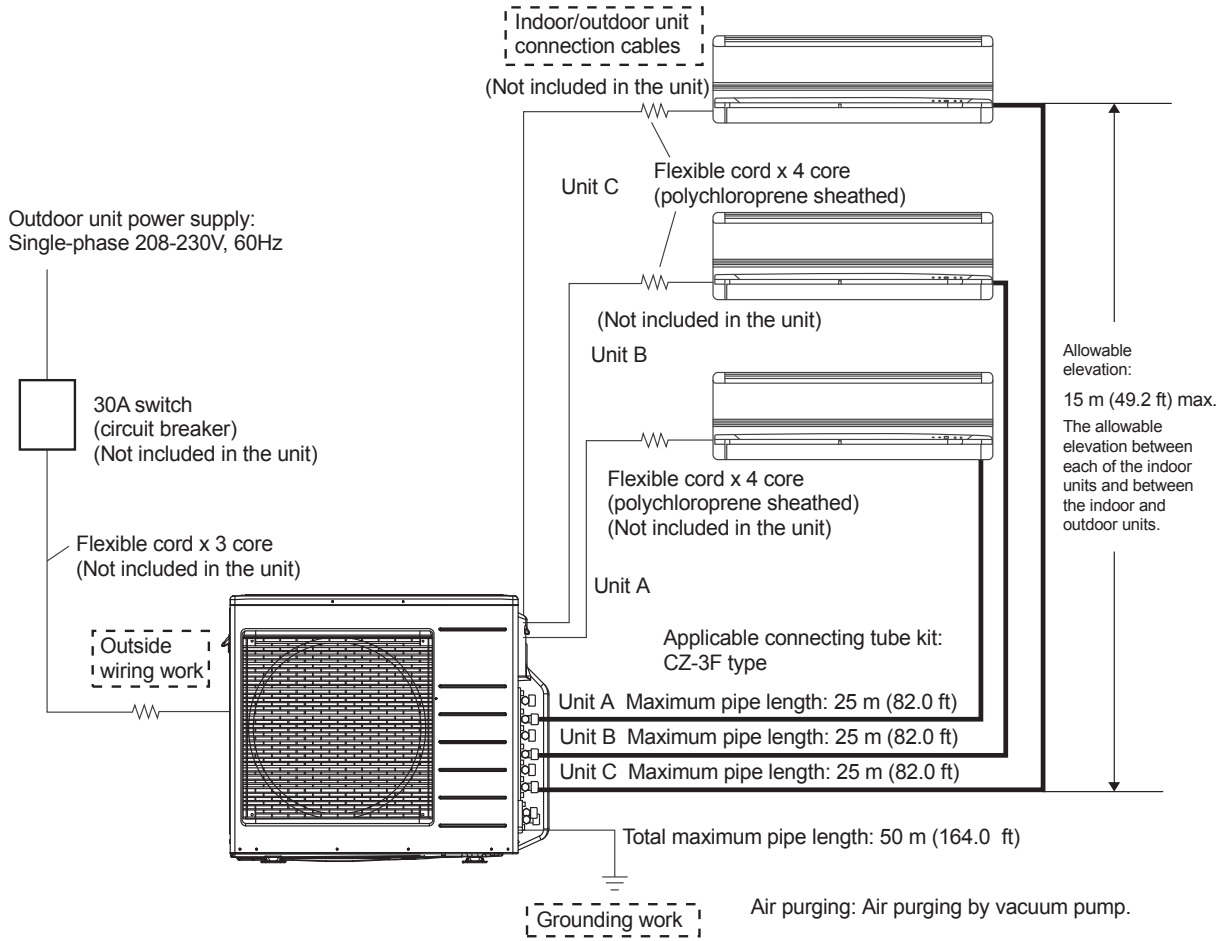 Indoor/outdoor unit
connection cables
(Not included in the unit)
Unit C
Flexible cord x 4 core
(polychloroprene sheathed)
Outdoor unit power supply:
Single-phase 208-230V, 60Hz
(Not included in the unit)
Unit B
Allowable
elevation:
15 m (49.2 ft) max.
The allowable
elevation between
each of the indoor
units and between
the indoor and
outdoor units.
30A switch
(circuit breaker)
(Not included in the unit)
Flexible cord x 4 core
(polychloroprene sheathed)
(Not included in the unit)
Flexible cord x 3 core
(Not included in the unit)
Unit A
Outside
wiring work
Applicable connecting tube kit:
CZ-3F type
Unit A Maximum pipe length: 25 m (82.0 ft)
Unit B Maximum pipe length: 25 m (82.0 ft)
Unit C Maximum pipe length: 25 m (82.0 ft)
Total maximum pipe length: 50 m (164.0 ft)
Grounding work
Air purging: Air purging by vacuum pump.